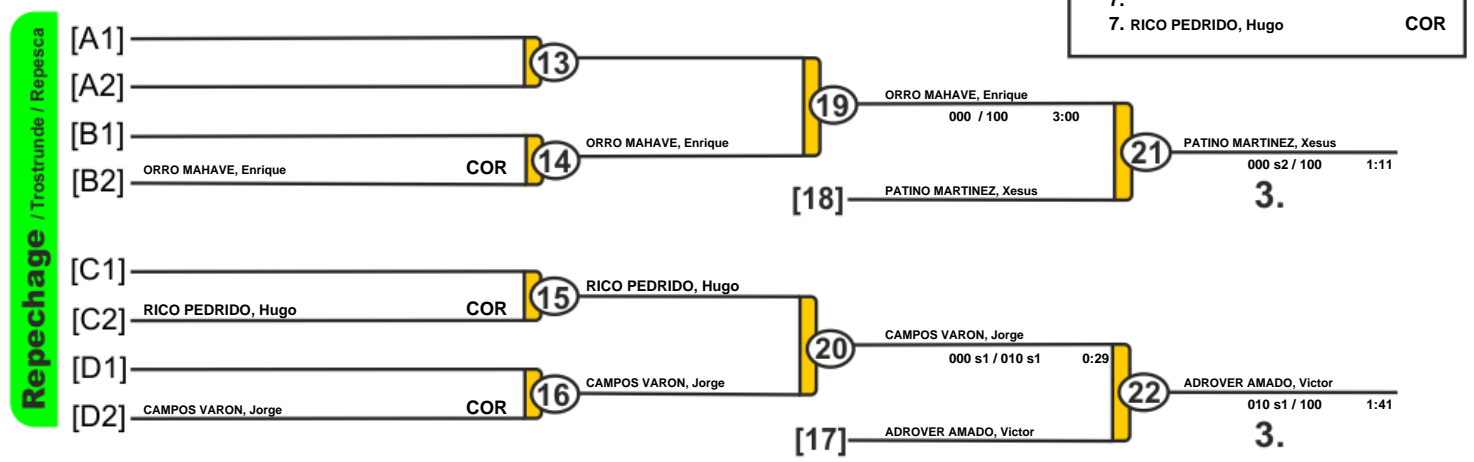 7.
7. RICO PEDRIDO, Hugo COR
Repechage / Trostrunde / Repesca
[A1]
13
[A2]
19
ORRO MAHAVE, Enrique
000 / 100 3:00
[B1]
14
ORRO MAHAVE, Enrique
[B2] ORRO MAHAVE, Enrique COR
21
PATINO MARTINEZ, Xesus
000 s2 / 100 1:11
3.
[18] PATINO MARTINEZ, Xesus
[C1]
15
RICO PEDRIDO, Hugo
[C2] RICO PEDRIDO, Hugo COR
20
CAMPOS VARON, Jorge
000 s1 / 010 s1 0:29
[D1]
16
CAMPOS VARON, Jorge
[D2] CAMPOS VARON, Jorge COR
22
ADROVER AMADO, Victor
010 s1 / 100 1:41
3.
[17] ADROVER AMADO, Victor